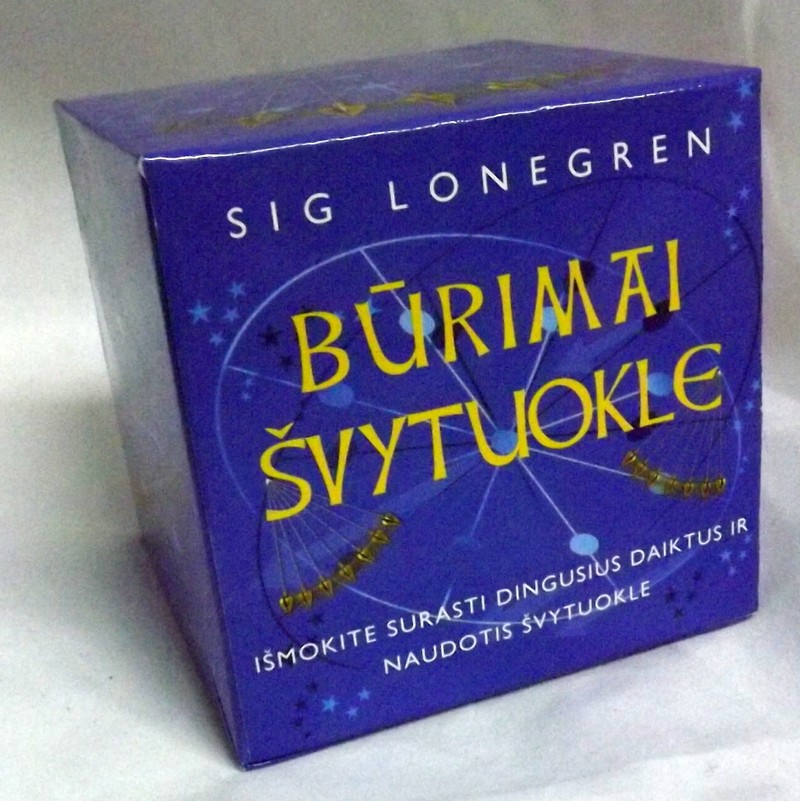 SIG LONEGREN
BŪRIMAI
ŠVYTUOKLE
IŠMOKITE SURASTI DINGUSIUS DAIKTUS IR
NAUDOTIS ŠVYTUOKLE